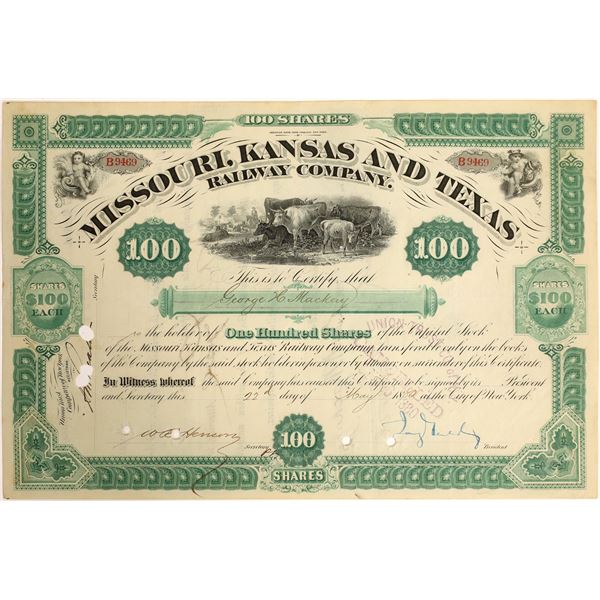 100 SHARES
B9469
B9469
MISSOURI, KANSAS AND TEXAS
RAILWAY COMPANY.
100
100
This is to Certify, that
George H. Mackay
SHARES
$100
EACH
SHARES
$100
EACH
Secretary
is the holder of One Hundred Shares of the Capital Stock
of the Missouri Kansas and Texas Railway Company, transferable only on the books
of the Company by the said stockholder in person or by Attorney on surrender of this Certificate.
In Witness whereof the said Company has caused this Certificate to be signed by its President
and Secretary this 22d day of May 18 at the City of New York
UNION
Secretary
100
SHARES
President